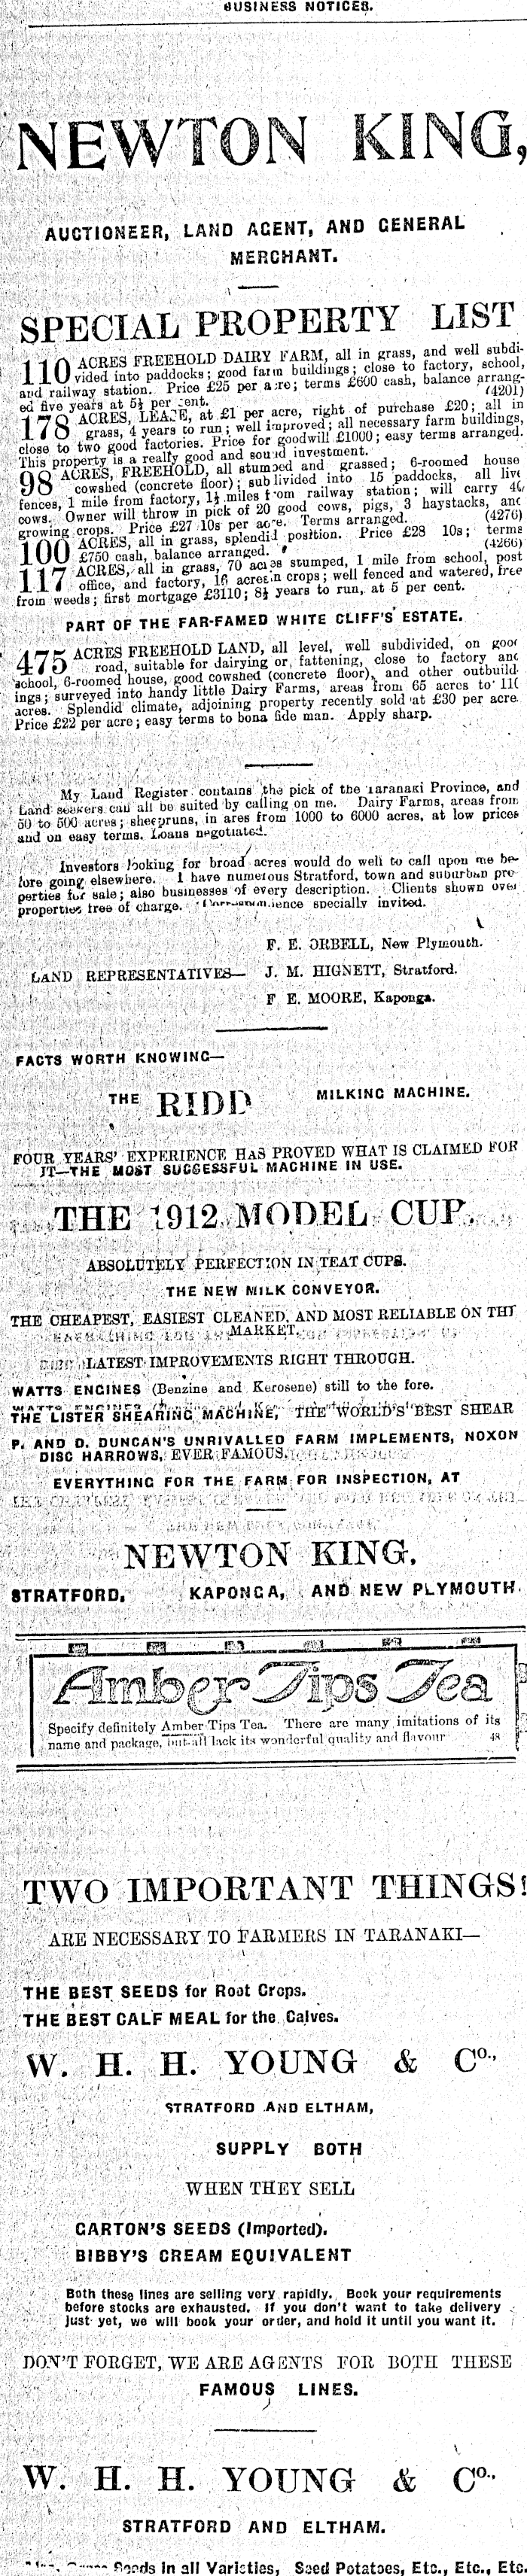 BUSINESS NOTICES.
NEWTON KING,
AUCTIONEER, LAND AGENT, AND GENERAL
MERCHANT.
SPECIAL PROPERTY LIST
110 ACRES FREEHOLD DAIRY FARM, all in grass, and well subdi-
vided into paddocks; good farm buildings; close to factory, school,
and railway station. Price £25 per acre; terms £600 cash, balance arrang-
ed five years at 5½ per cent. (4201)
178 ACRES, LEASE, at £1 per acre, right of purchase £20; all in
grass, 4 years to run; well improved; all necessary farm buildings,
close to two good factories. Price for goodwill £1000; easy terms arranged.
This property is a really good and sound investment.
98 ACRES, FREEHOLD, all stumped and grassed; 6-roomed house
cowshed (concrete floor); subdivided into 15 paddocks, all live
fences, 1 mile from factory, 1½ miles from railway station; will carry
cows. Owner will throw in pick of 20 good cows, pigs, 3 haystacks, and
growing crops. Price £27 10s per acre. Terms arranged. (4276)
100 ACRES, all in grass, splendid position. Price £28 10s; terms
£750 cash, balance arranged. (4266)
117 ACRES, all in grass, 70 acres stumped, 1 mile from school, post
office, and factory, 16 acres in crops; well fenced and watered, free
from weeds; first mortgage £3110; 8½ years to run, at 5 per cent.
PART OF THE FAR-FAMED WHITE CLIFF'S ESTATE.
475 ACRES FREEHOLD LAND, all level, well subdivided, on good
road, suitable for dairying or fattening, close to factory and
school, 6-roomed house, good cowshed (concrete floor), and other outbuild-
ings; surveyed into handy little Dairy Farms, areas from 65 acres to 110
acres. Splendid climate, adjoining property recently sold at £30 per acre.
Price £22 per acre; easy terms to bona fide man. Apply sharp.
My Land Register contains the pick of the Taranaki Province, and
Land seekers can all be suited by calling on me. Dairy Farms, areas from
50 to 500 acres; sheepruns, in ares from 1000 to 6000 acres, at low prices
and on easy terms. Loans negotiated.
Investors looking for broad acres would do well to call upon me be-
fore going elsewhere. I have numerous Stratford, town and suburban pro
perties for sale; also businesses of every description. Clients shown over
properties free of charge. Correspondence specially invited.
F. E. ORBELL, New Plymouth.
LAND REPRESENTATIVES— J. M. HIGNETT, Stratford.
F E. MOORE, Kaponga.
FACTS WORTH KNOWING—
THE RIDD MILKING MACHINE.
FOUR YEARS' EXPERIENCE HAS PROVED WHAT IS CLAIMED FOR
IT—THE MOST SUCCESSFUL MACHINE IN USE.
THE 1912 MODEL CUP.
ABSOLUTELY PERFECTION IN TEAT CUPS.
THE NEW MILK CONVEYOR.
THE CHEAPEST, EASIEST CLEANED, AND MOST RELIABLE ON THE
MARKET.
LATEST IMPROVEMENTS RIGHT THROUGH.
WATTS ENGINES (Benzine and Kerosene) still to the fore.
THE LISTER SHEARING MACHINE, THE WORLD'S BEST SHEAR
P. AND D. DUNCAN'S UNRIVALLED FARM IMPLEMENTS, NOXON
DISC HARROWS, EVER FAMOUS.
EVERYTHING FOR THE FARM FOR INSPECTION, AT
NEWTON KING.
STRATFORD, KAPONGA, AND NEW PLYMOUTH.
Amber Tips Tea
Specify definitely Amber Tips Tea. There are many imitations of its
name and package, but all lack its wonderful quality and flavour 48
TWO IMPORTANT THINGS!
ARE NECESSARY TO FARMERS IN TARANAKI—
THE BEST SEEDS for Root Crops.
THE BEST CALF MEAL for the Calves.
W. H. H. YOUNG & CO.,
STRATFORD AND ELTHAM,
SUPPLY BOTH
WHEN THEY SELL
GARTON'S SEEDS (Imported).
BIBBY'S CREAM EQUIVALENT
Both these lines are selling very rapidly. Book your requirements
before stocks are exhausted. If you don't want to take delivery
just yet, we will book your order, and hold it until you want it.
DON'T FORGET, WE ARE AGENTS FOR BOTH THESE
FAMOUS LINES.
W. H. H. YOUNG & CO.,
STRATFORD AND ELTHAM.
Seeds in all Varieties, Seed Potatoes, Etc., Etc., Etc.